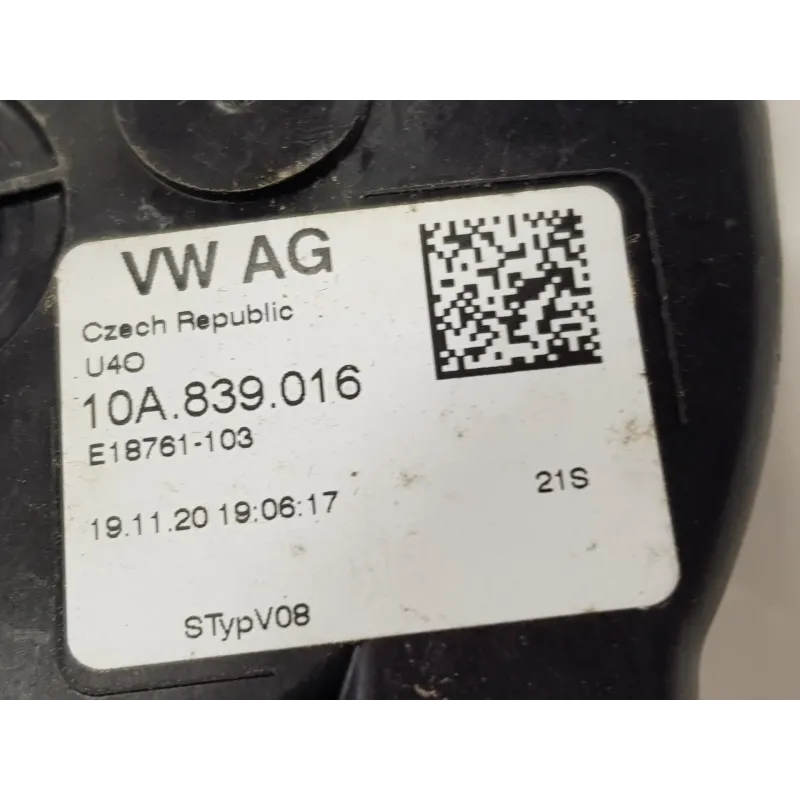 VW AG
Czech Republic
U4O
10A.839.016
E18761-103
19.11.20 19:06:17
21S
STypV08